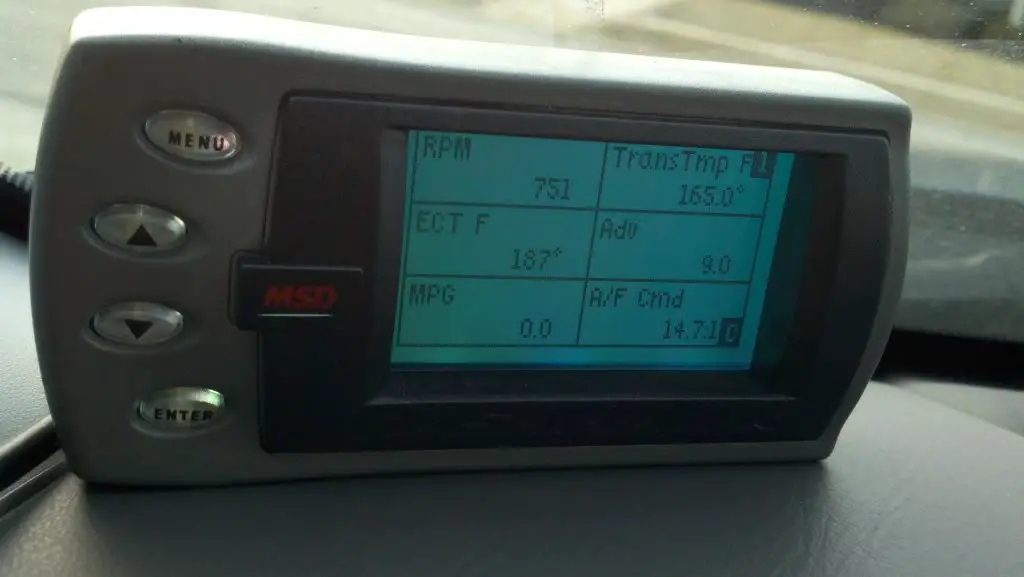 MENU
RPM
751
TransTmp F 1
165.0°
ECT F
187°
Adv
9.0
MSD
MPG
0.0
A/F Cmd
14.7:1 C
ENTER